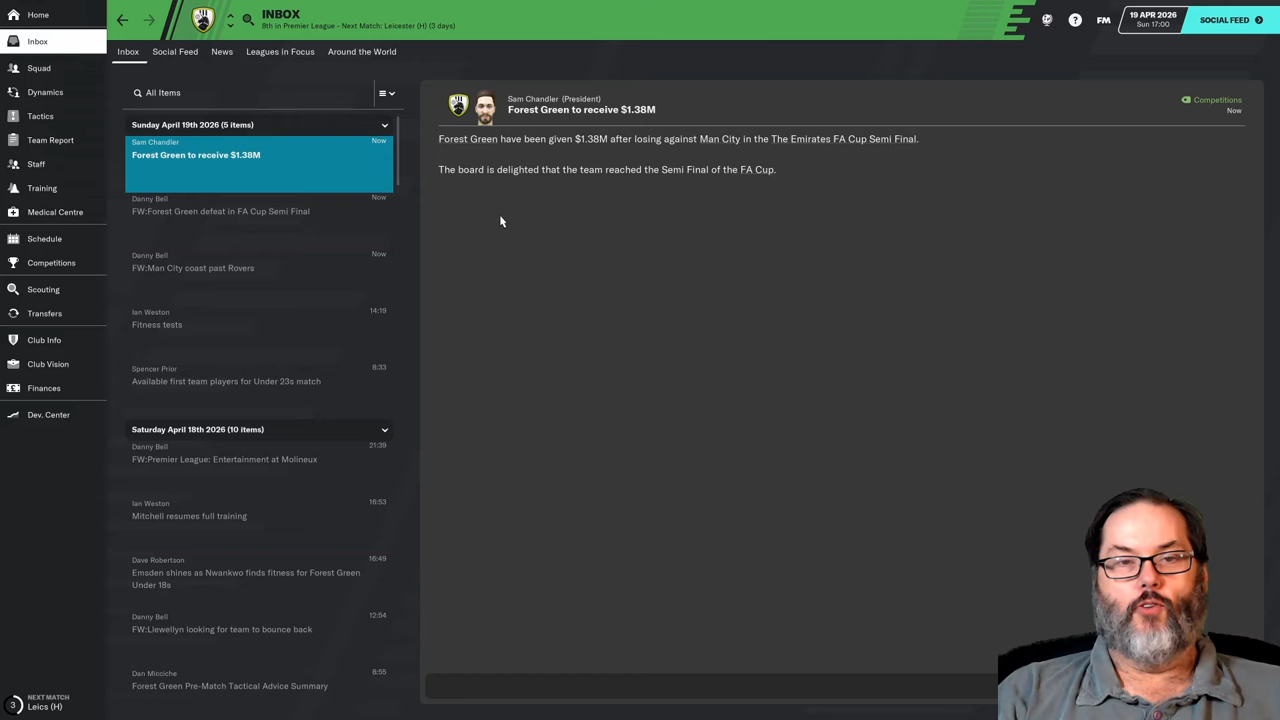 Home
Inbox
Squad
Dynamics
Tactics
Team Report
Staff
Training
Medical Centre
Schedule
Competitions
Scouting
Transfers
Club Info
Club Vision
Finances
Dev. Center
3
NEXT MATCH
Leics (H)
INBOX
8th in Premier League - Next Match: Leicester (H) (3 days)
?
FM
19 APR 2026
Sun 17:00
SOCIAL FEED
Inbox
Social Feed
News
Leagues in Focus
Around the World
All Items
Sunday April 19th 2026 (5 items)
Sam Chandler
Now
Forest Green to receive $1.38M
Danny Bell
Now
FW:Forest Green defeat in FA Cup Semi Final
Danny Bell
Now
FW:Man City coast past Rovers
Ian Weston
14:19
Fitness tests
Spencer Prior
8:33
Available first team players for Under 23s match
Saturday April 18th 2026 (10 items)
Danny Bell
21:39
FW:Premier League: Entertainment at Molineux
Ian Weston
16:53
Mitchell resumes full training
Dave Robertson
16:49
Emsden shines as Nwankwo finds fitness for Forest Green
Under 18s
Danny Bell
12:54
FW:Llewellyn looking for team to bounce back
Dan Micciche
8:55
Forest Green Pre-Match Tactical Advice Summary
Sam Chandler (President)
Forest Green to receive $1.38M
Competitions
Now
Forest Green have been given $1.38M after losing against Man City in the The Emirates FA Cup Semi Final.
The board is delighted that the team reached the Semi Final of the FA Cup.